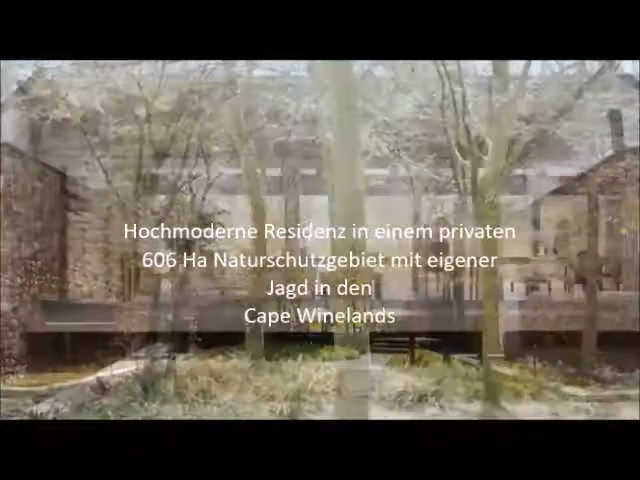 Hochmoderne Residenz in einem privaten
606 Ha Naturschutzgebiet mit eigener
Jagd in den
Cape Winelands